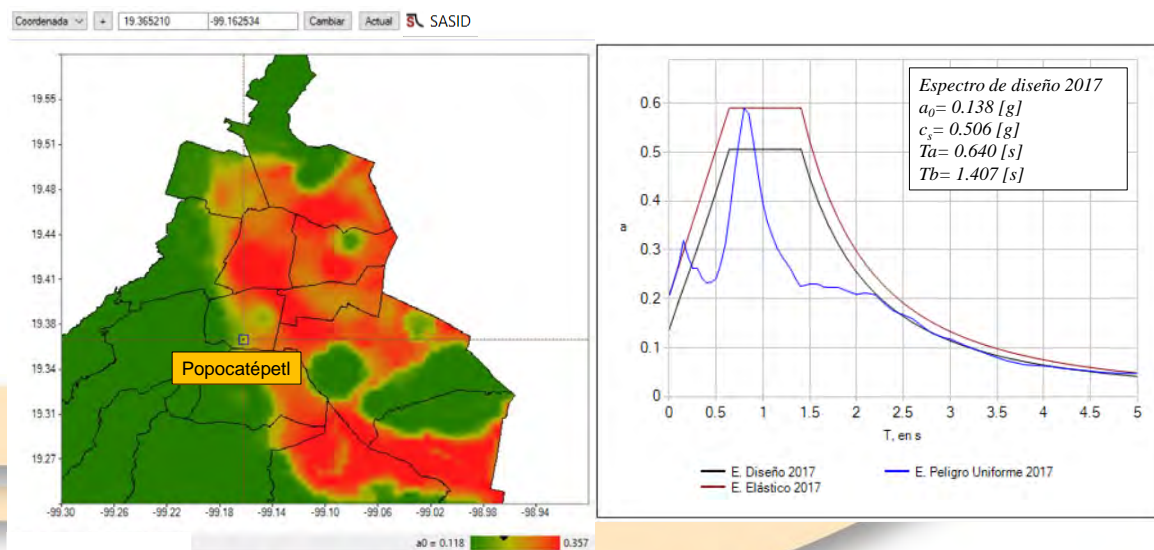 Coordenada + 19.365210 -99.162534 Cambiar Actual SASID
19.55
19.51
19.48
19.44
19.41
19.38
19.34
19.31
19.27
Popocatépetl
-99.30 -99.26 -99.22 -99.18 -99.14 -99.10 -99.06 -99.02 -98.98 -98.94
a0 = 0.118 0.357
Espectro de diseño 2017
a0= 0.138 [g]
cs= 0.506 [g]
Ta= 0.640 [s]
Tb= 1.407 [s]
0.6
0.5
0.4
0.3
0.2
0.1
0
a
0 0.5 1 1.5 2 2.5 3 3.5 4 4.5 5
T, en s
E. Diseño 2017 E. Peligro Uniforme 2017
E. Elástico 2017